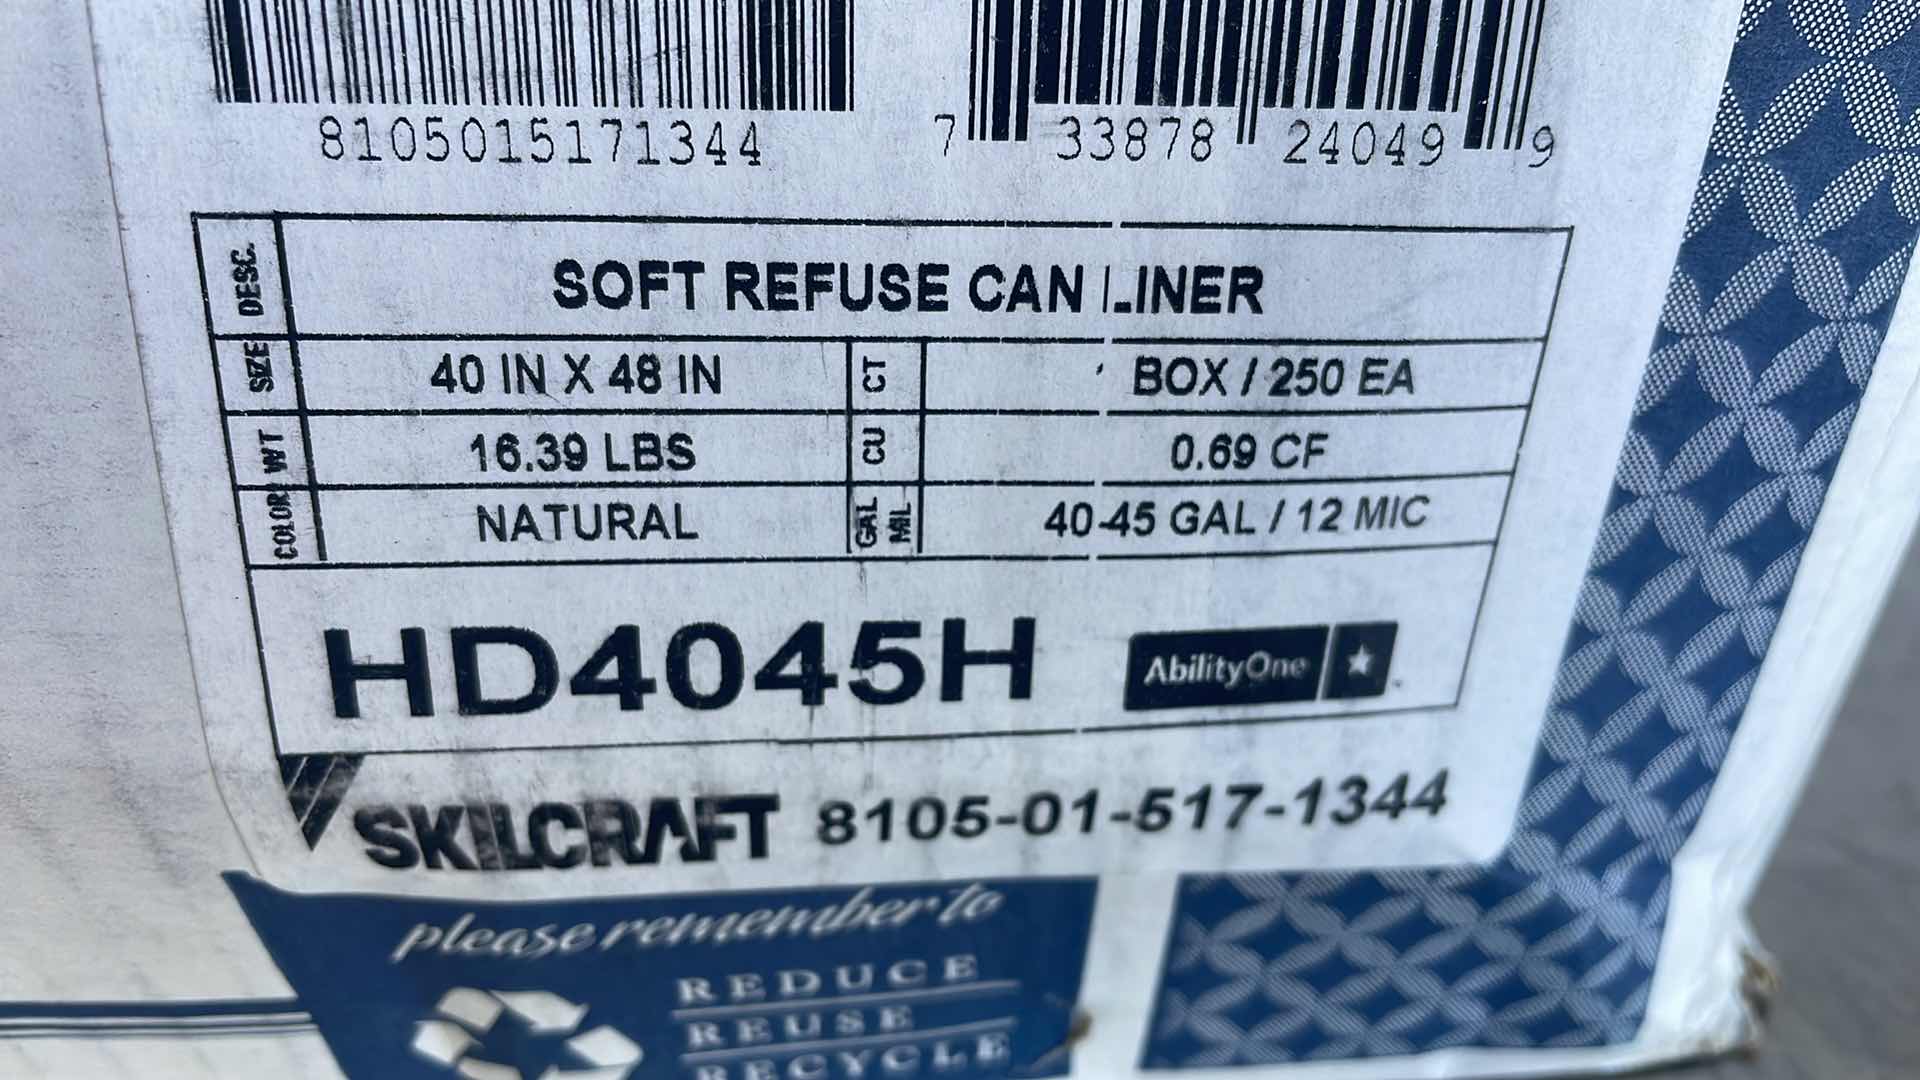 8105015171344
7 33878 24049 9
DESC. SOFT REFUSE CAN LINER
SIZE 40 IN X 48 IN CT BOX / 250 EA
WT 16.39 LBS CU 0.69 CF
COLOR NATURAL GAL MIL 40-45 GAL / 12 MIC
HD4045H AbilityOne
SKILCRAFT 8105-01-517-1344
please remember to
REDUCE
REUSE
RECYCLE